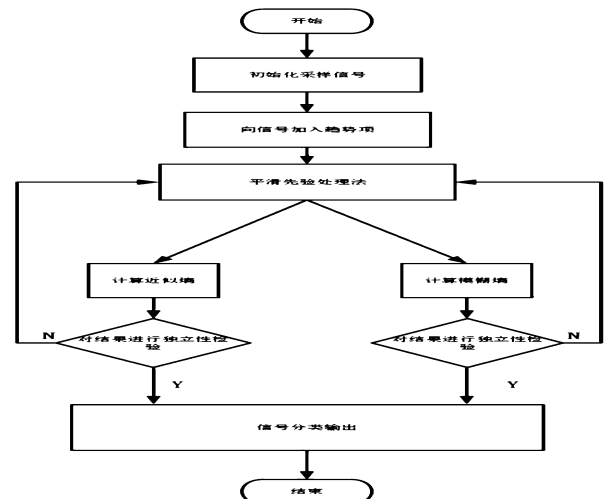 开始
初始化采样信号
向信号加入趋势项
平滑先验处理法
计算近似熵
计算模糊熵
N
对结果进行独立性检
验
对结果进行独立性检
验
N
Y
Y
信号分类输出
结束